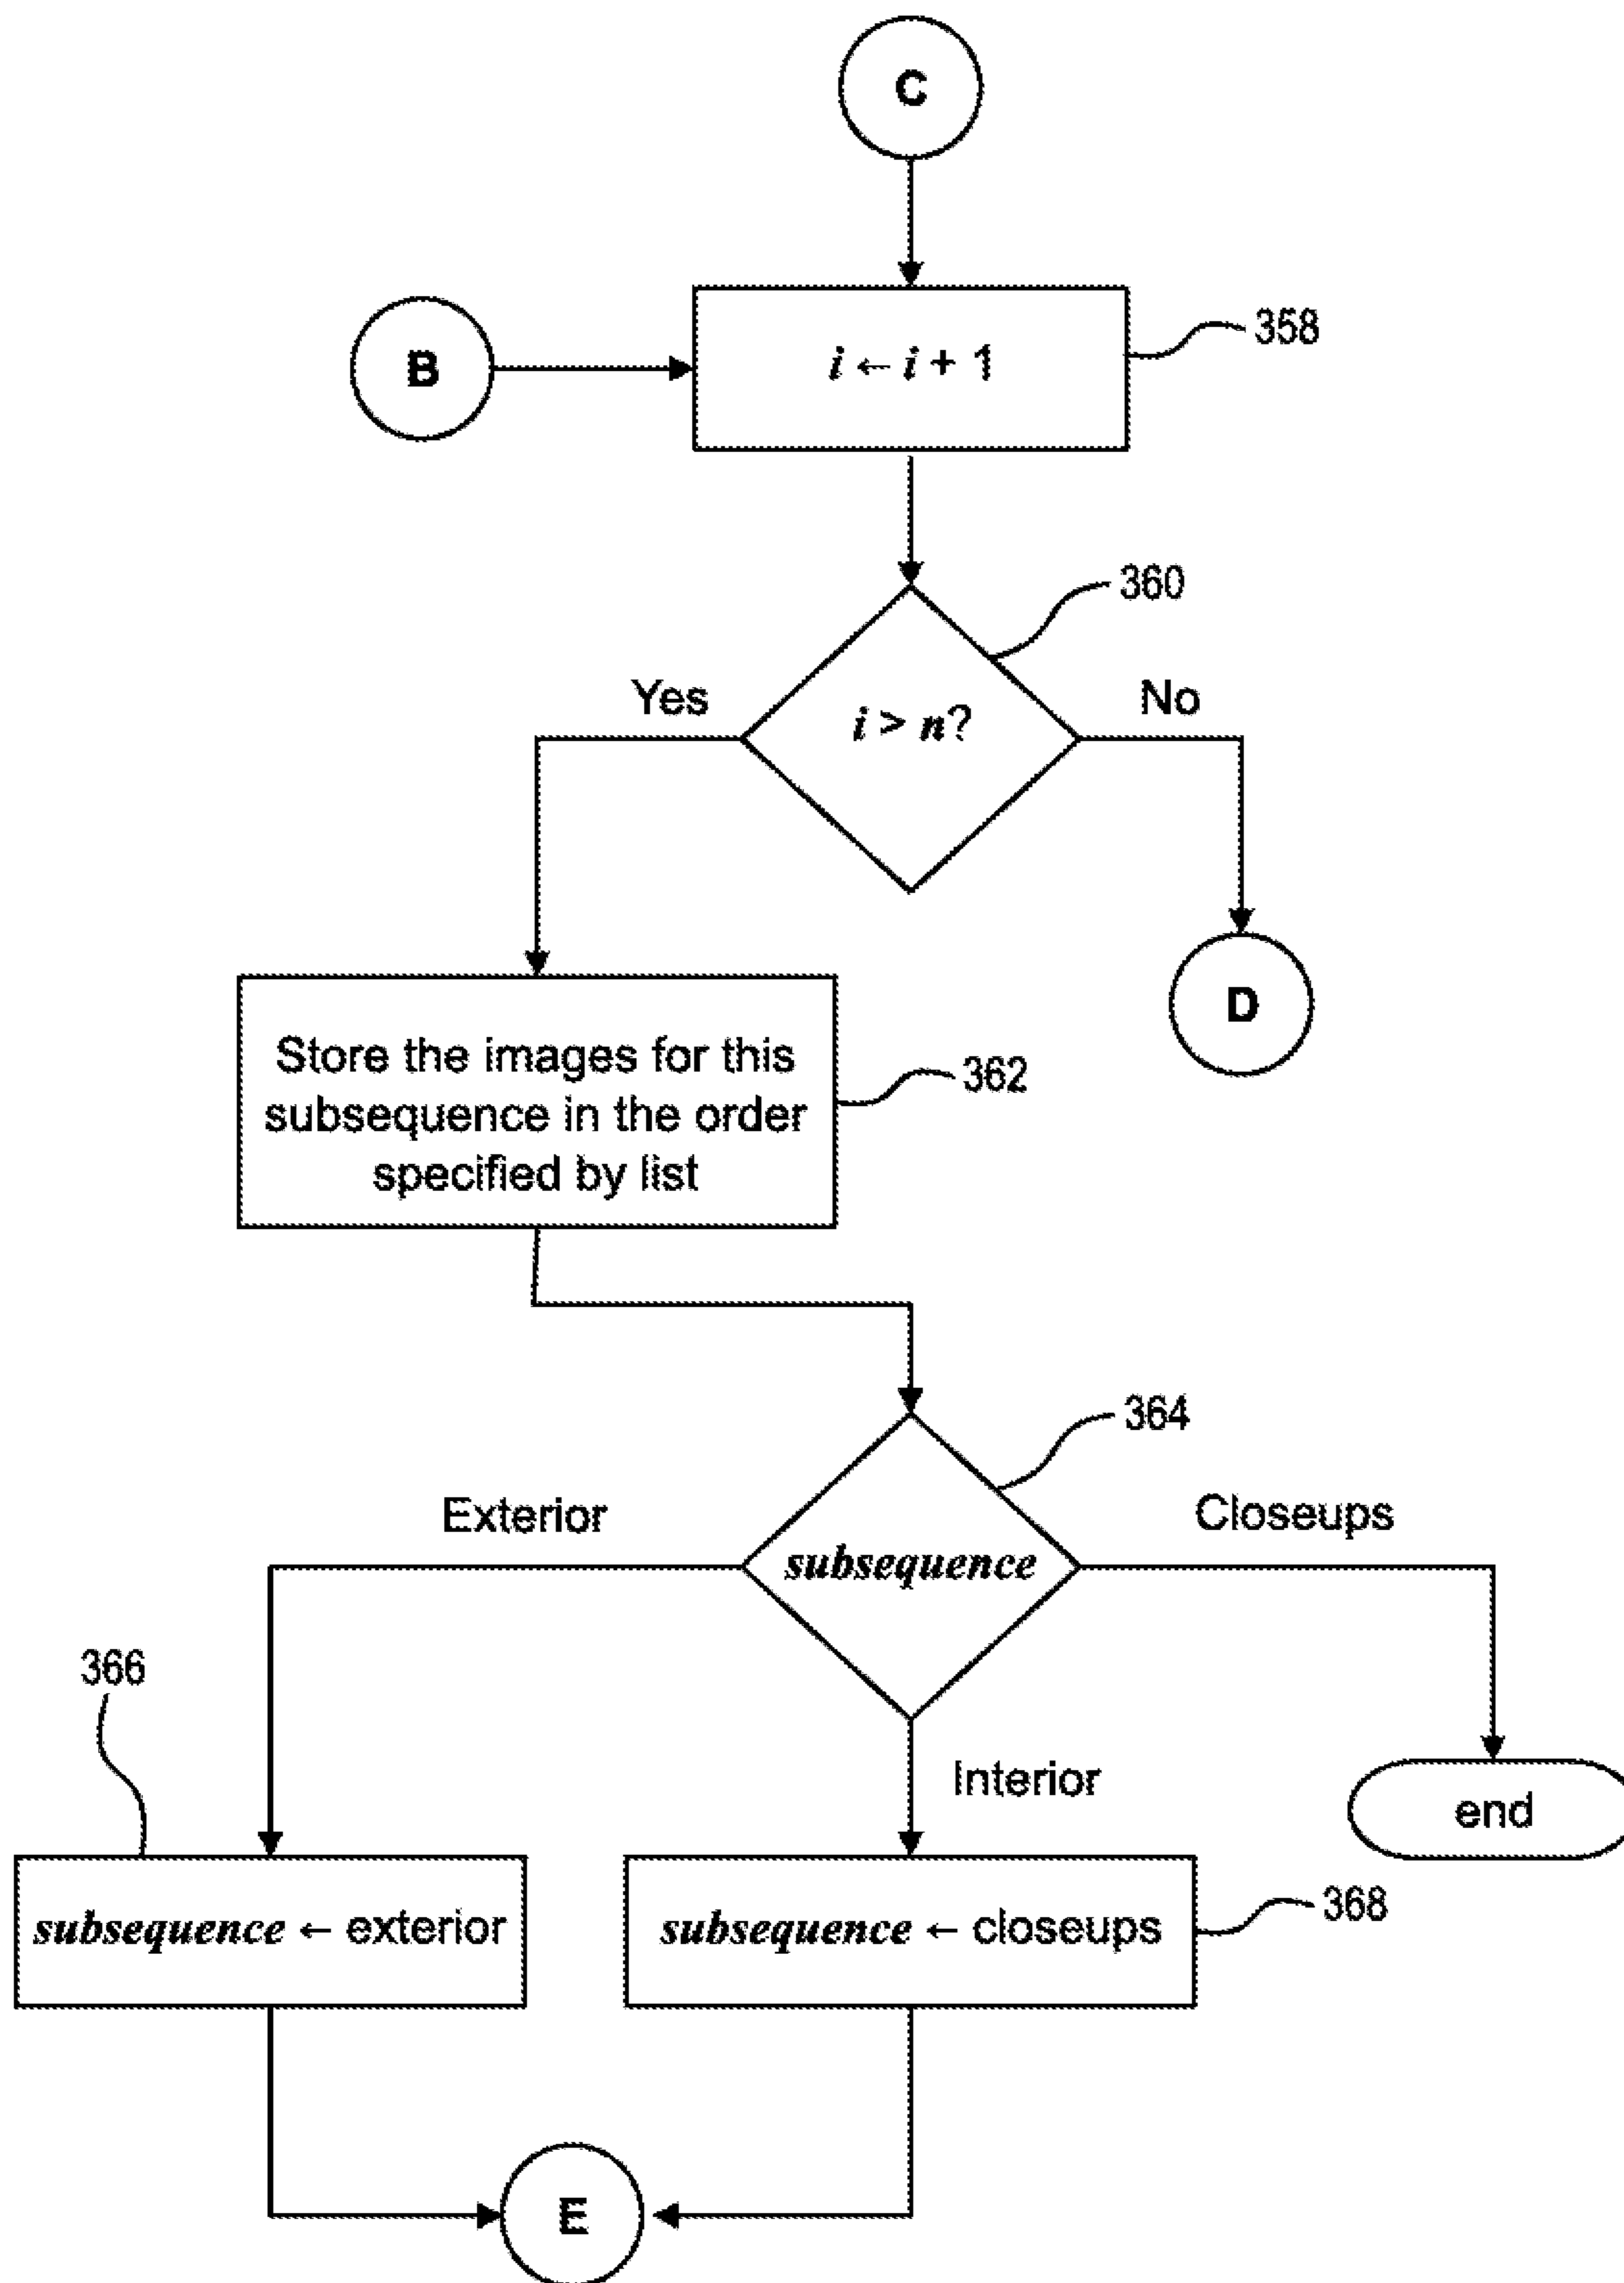 C
B
i ← i + 1
358
360
Yes
i > n?
No
D
Store the images for this
subsequence in the order
specified by list
362
364
Exterior
subsequence
Closeups
366
Interior
end
subsequence ← exterior
subsequence ← closeups
368
E